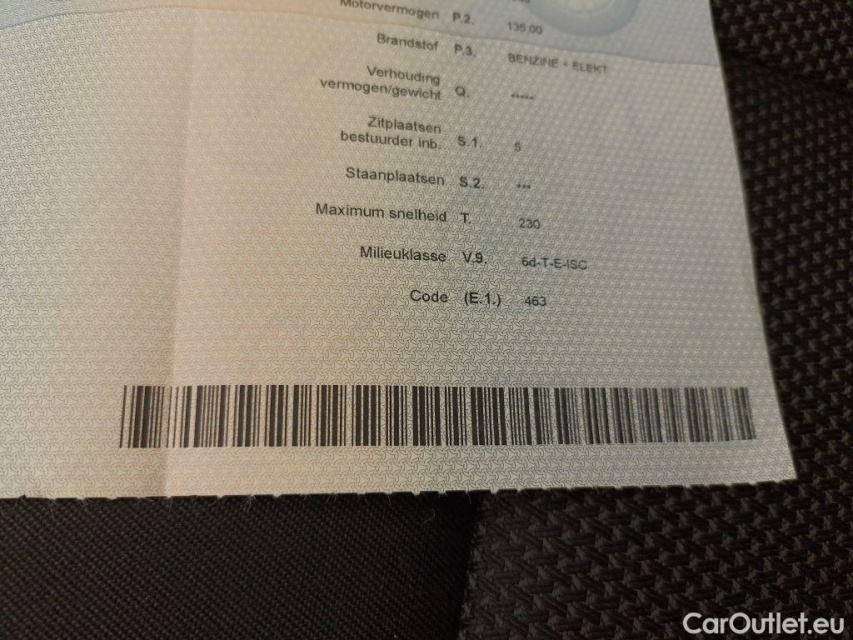 Motorvermogen P.2. 135.00
Brandstof P.3. BENZINE + ELEKT
Verhouding
vermogen/gewicht Q. *****
Zitplaatsen
bestuurder inb. S.1. 5
Staanplaatsen S.2. ***
Maximum snelheid T. 230
Milieuklasse V.9. 6d-T-E-ISC
Code (E.1.) 463
CarOutlet.eu